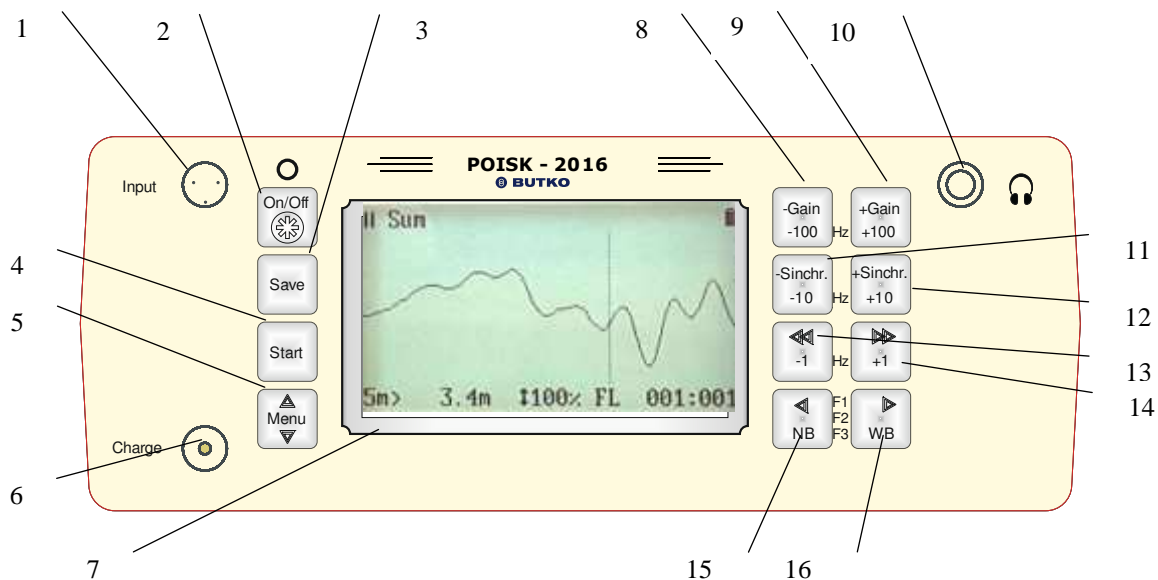 1
2
3
8
9
10
POISK - 2016
BUTKO
Input
On/Off
Save
Start
Menu
Charge
II Sum
5m> 3.4m ↕100% FL 001:001
-Gain +Gain
-100 Hz +100
-Sinchr. +Sinchr.
-10 Hz +10
-1 Hz +1
F1
F2
F3
NB WB
4
5
6
7
11
12
13
14
15
16